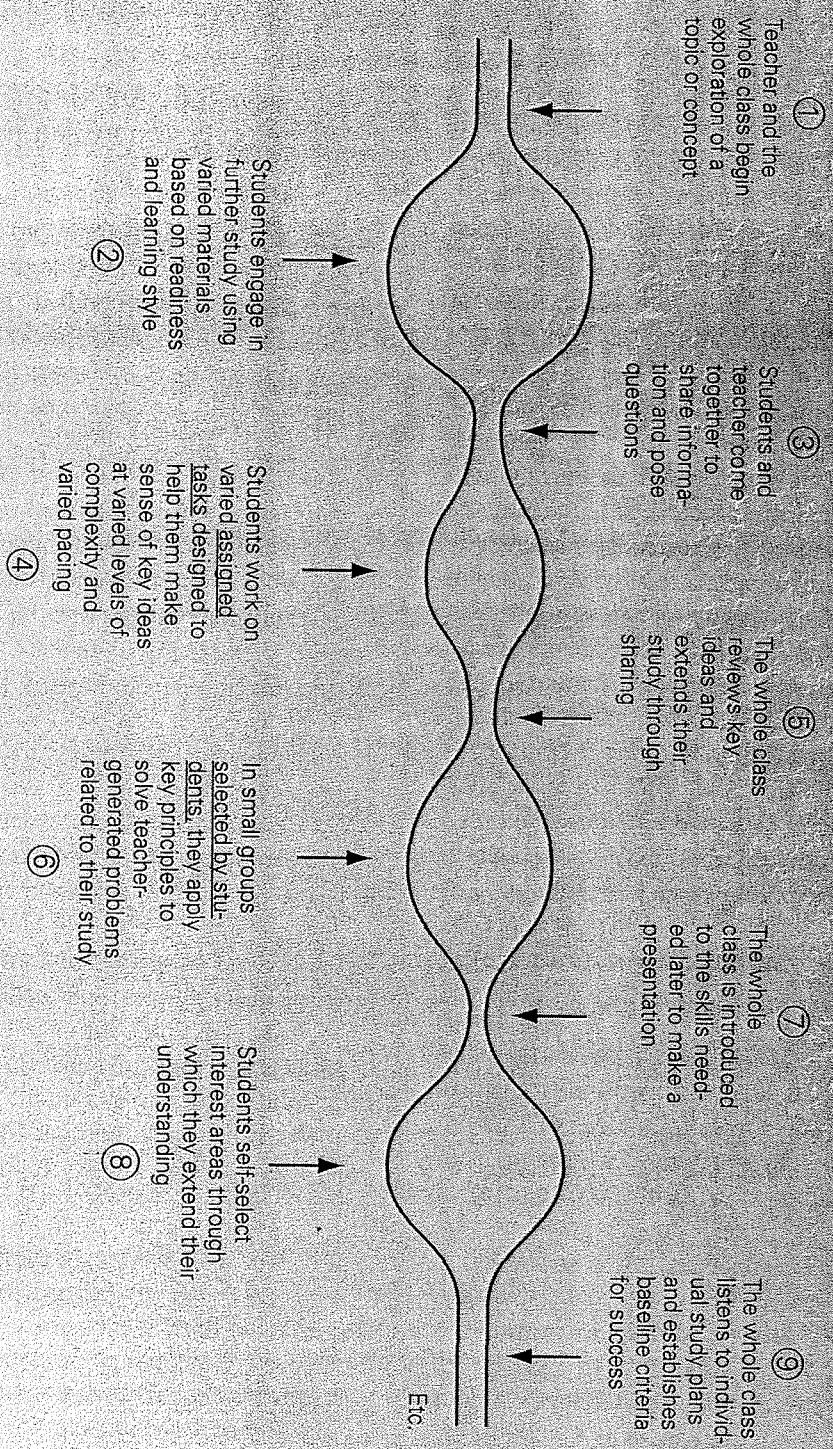 ①
Teacher and the
whole class begin
exploration of a
topic or concept
Students engage in
further study using
varied materials
based on readiness
and learning style
②
③
Students and
teacher come
together to
share informa-
tion and pose
questions
Students work on
varied assigned
tasks designed to
help them make
sense of key ideas
at varied levels of
complexity and
varied pacing
④
⑤
The whole class
reviews key
ideas and
extends their
study through
sharing
In small groups
selected by stu-
dents, they apply
key principles to
solve teacher-
generated problems
related to their study
⑥
⑦
The whole
class is introduced
to the skills need-
ed later to make a
presentation
Students self-select
interest areas through
which they extend their
understanding
⑧
⑨
The whole class
listens to individ-
ual study plans
and establishes
baseline criteria
for success
Etc.